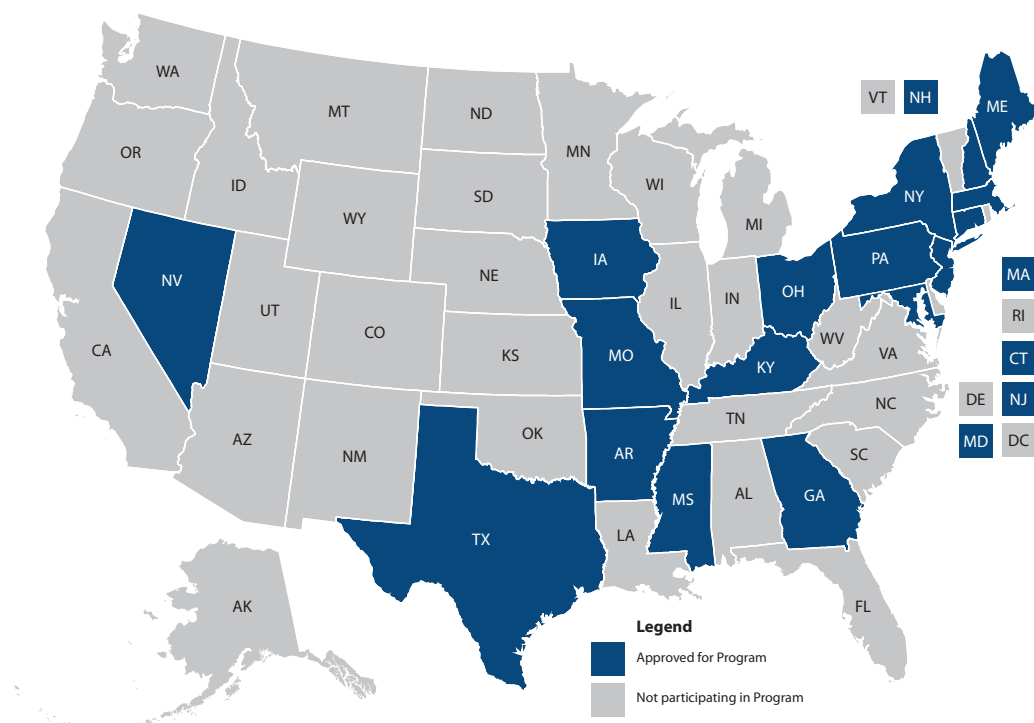 WA
MT
ND
VT
NH
ME
OR
MN
ID
SD
WI
NY
WY
MI
IA
PA
NE
NV
OH
MA
IL
IN
UT
RI
CO
WV
CA
MO
VA
KS
CT
KY
DE
NJ
NC
TN
OK
AZ
MD
DC
NM
AR
SC
MS
AL
GA
LA
TX
AK
FL
Legend
Approved for Program
Not participating in Program